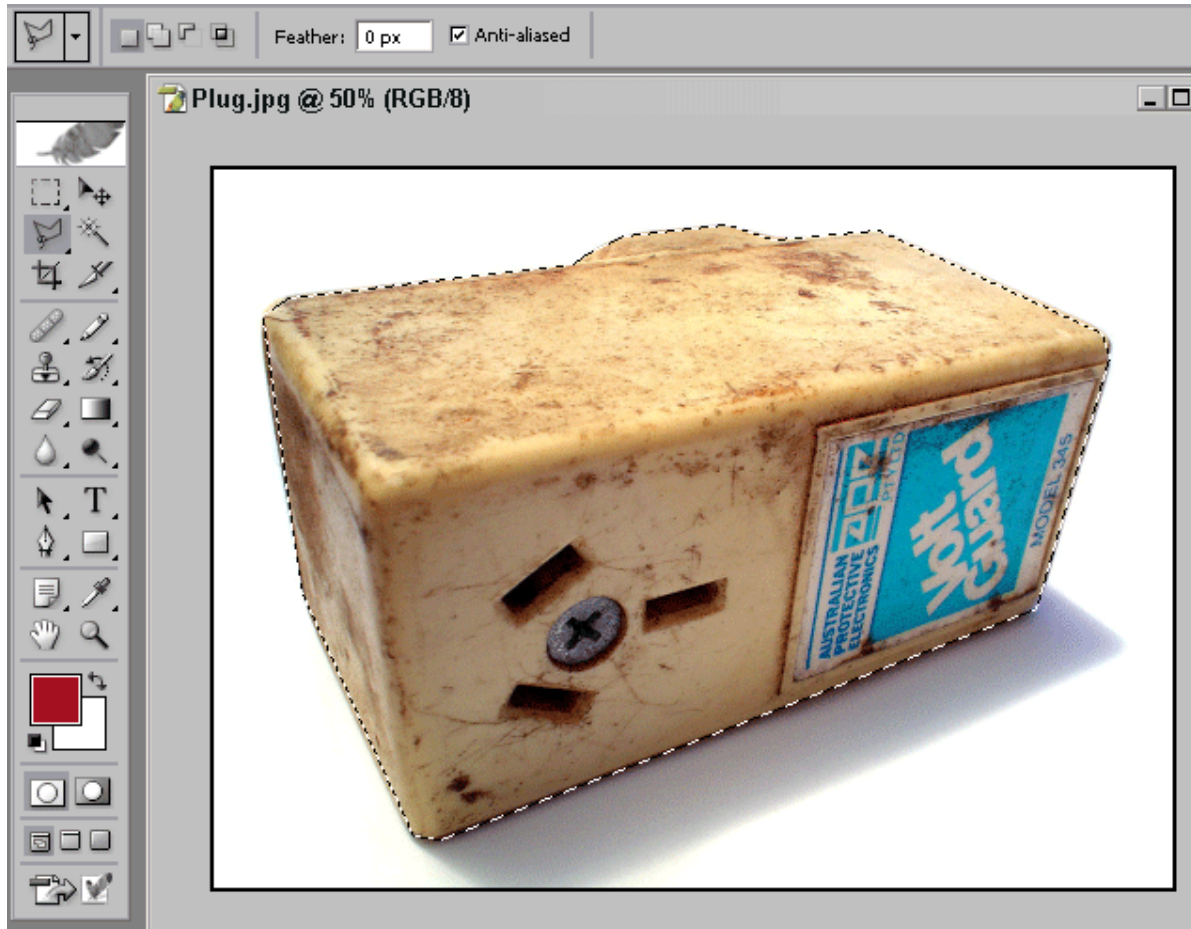 Feather: 0 px Anti-aliased
Plug.jpg @ 50% (RGB/8)
T
AUSTRALIAN
PROTECTIVE
ELECTRONICS
PTY LTD
Volt
Guard
MODEL 345